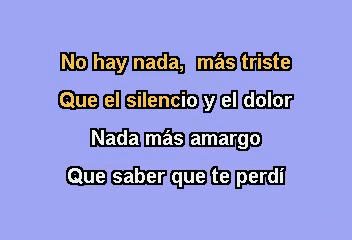 No hay nada,  más triste
Que el silencio y el dolor
Nada más amargo
Que saber que te perdí